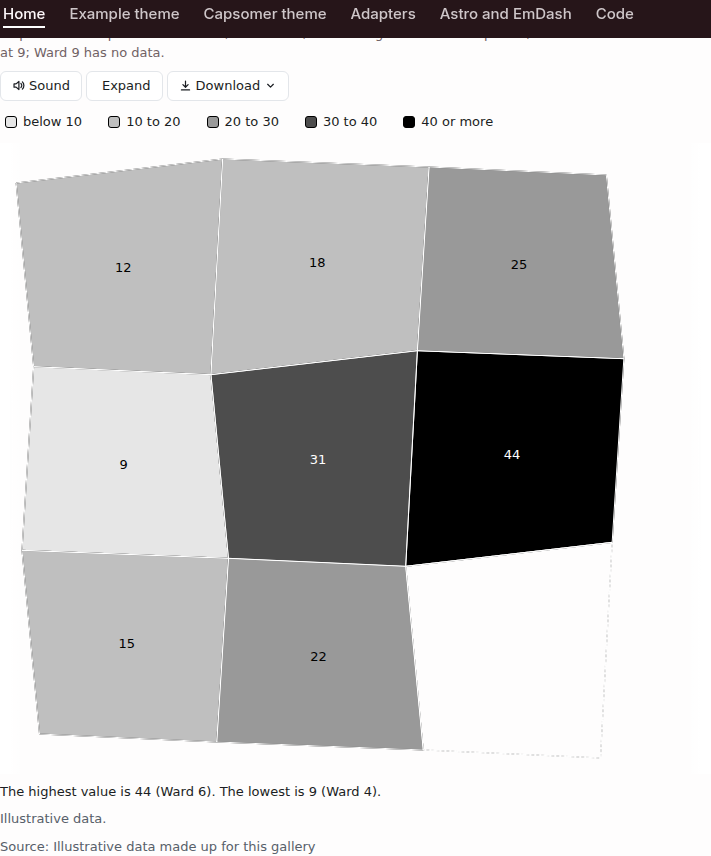 Home Example theme Capsomer theme Adapters Astro and EmDash Code
at 9; Ward 9 has no data.
Sound Expand Download
below 10 10 to 20 20 to 30 30 to 40 40 or more
12 18 25
9 31 44
15 22
The highest value is 44 (Ward 6). The lowest is 9 (Ward 4).
Illustrative data.
Source: Illustrative data made up for this gallery